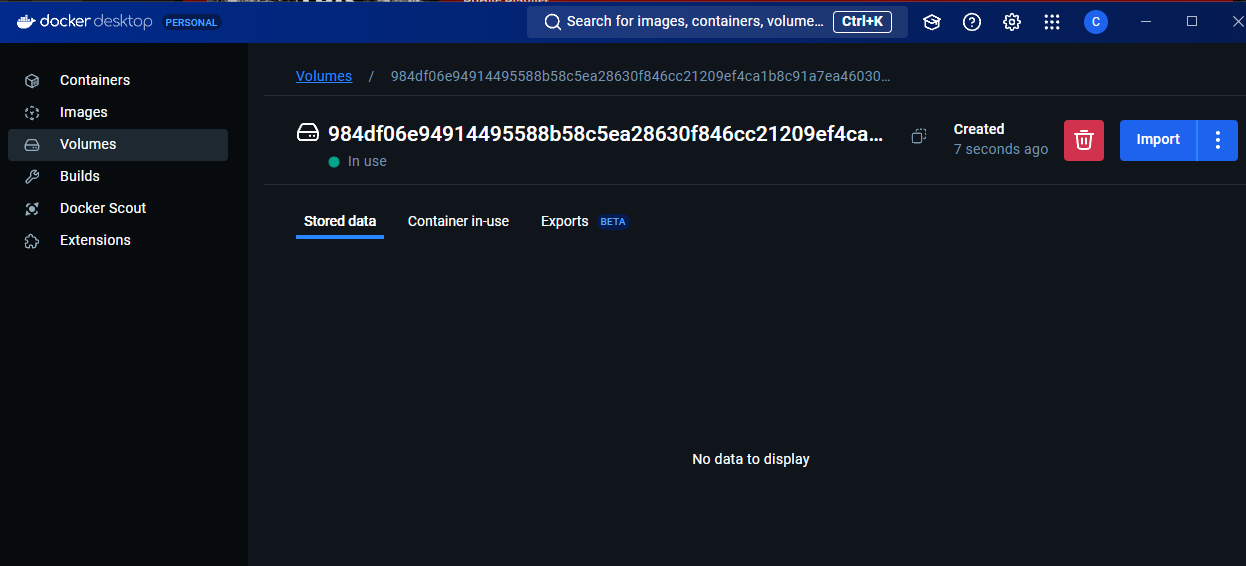 docker desktop PERSONAL
Search for images, containers, volume... Ctrl+K
C
Containers
Images
Volumes
Builds
Docker Scout
Extensions
Volumes / 984df06e94914495588b58c5ea28630f846cc21209ef4ca1b8c91a7ea46030...
984df06e94914495588b58c5ea28630f846cc21209ef4ca...
In use
Created
7 seconds ago
Import
Stored data Container in-use Exports BETA
No data to display